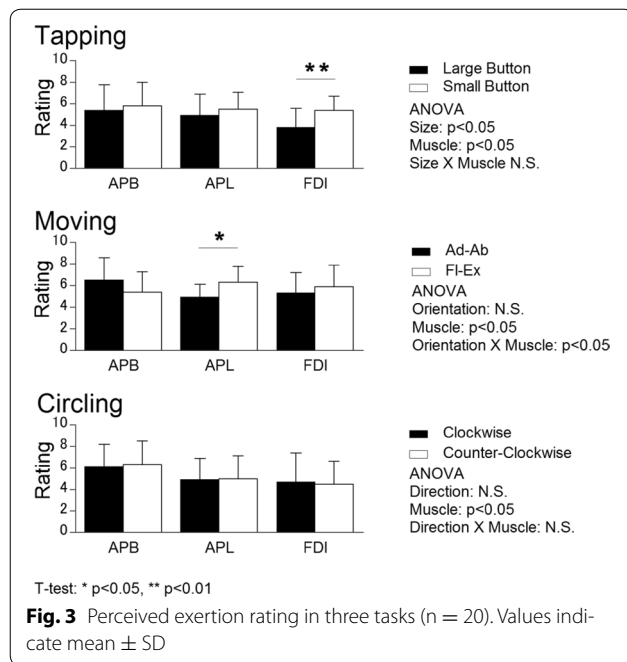 Tapping
10
8
6
4
2
0
Rating
**
APB APL FDI
Large Button
Small Button
ANOVA
Size: p<0.05
Muscle: p<0.05
Size X Muscle N.S.
Moving
10
8
6
4
2
0
Rating
*
APB APL FDI
Ad-Ab
Fl-Ex
ANOVA
Orientation: N.S.
Muscle: p<0.05
Orientation X Muscle: p<0.05
Circling
10
8
6
4
2
0
Rating
APB APL FDI
Clockwise
Counter-Clockwise
ANOVA
Direction: N.S.
Muscle: p<0.05
Direction X Muscle: N.S.
T-test: * p<0.05, ** p<0.01
Fig. 3 Perceived exertion rating in three tasks (n = 20). Values indi-
cate mean ± SD